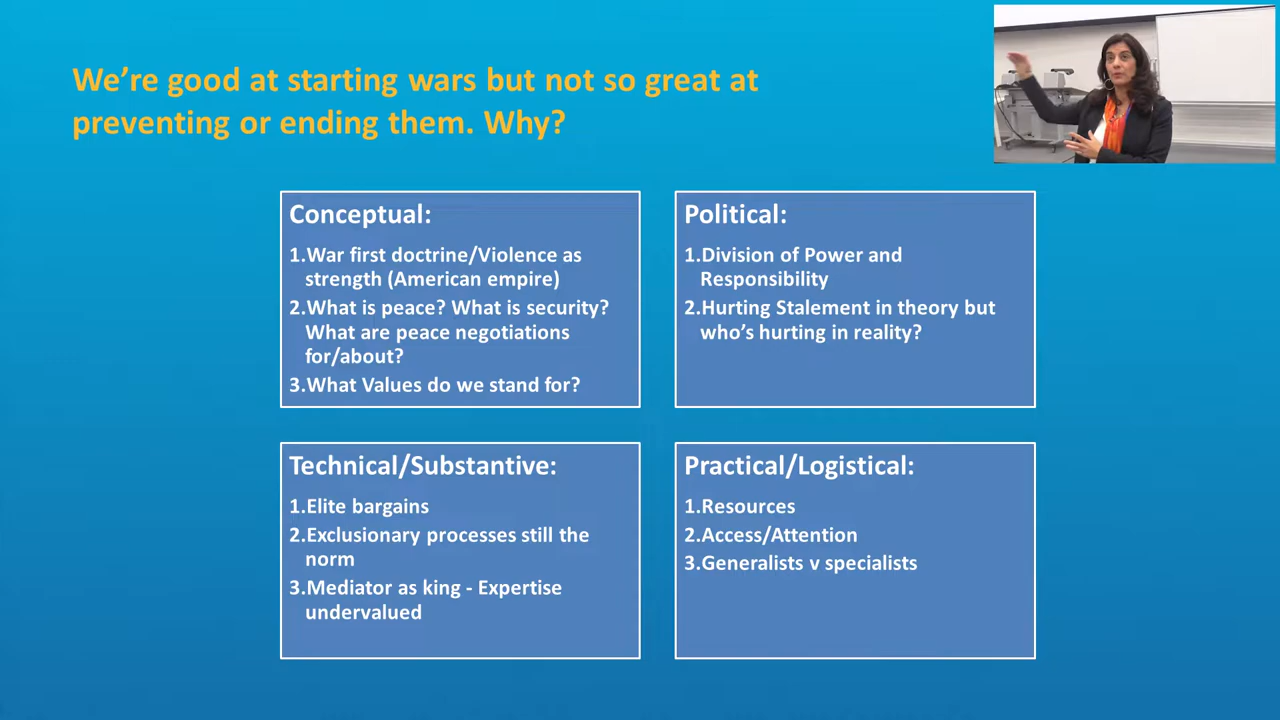 We're good at starting wars but not so great at
preventing or ending them. Why?
Conceptual:
1.War first doctrine/Violence as
strength (American empire)
2.What is peace? What is security?
What are peace negotiations
for/about?
3.What Values do we stand for?
Political:
1.Division of Power and
Responsibility
2.Hurting Stalement in theory but
who's hurting in reality?
Technical/Substantive:
1.Elite bargains
2.Exclusionary processes still the
norm
3.Mediator as king - Expertise
undervalued
Practical/Logistical:
1.Resources
2.Access/Attention
3.Generalists v specialists